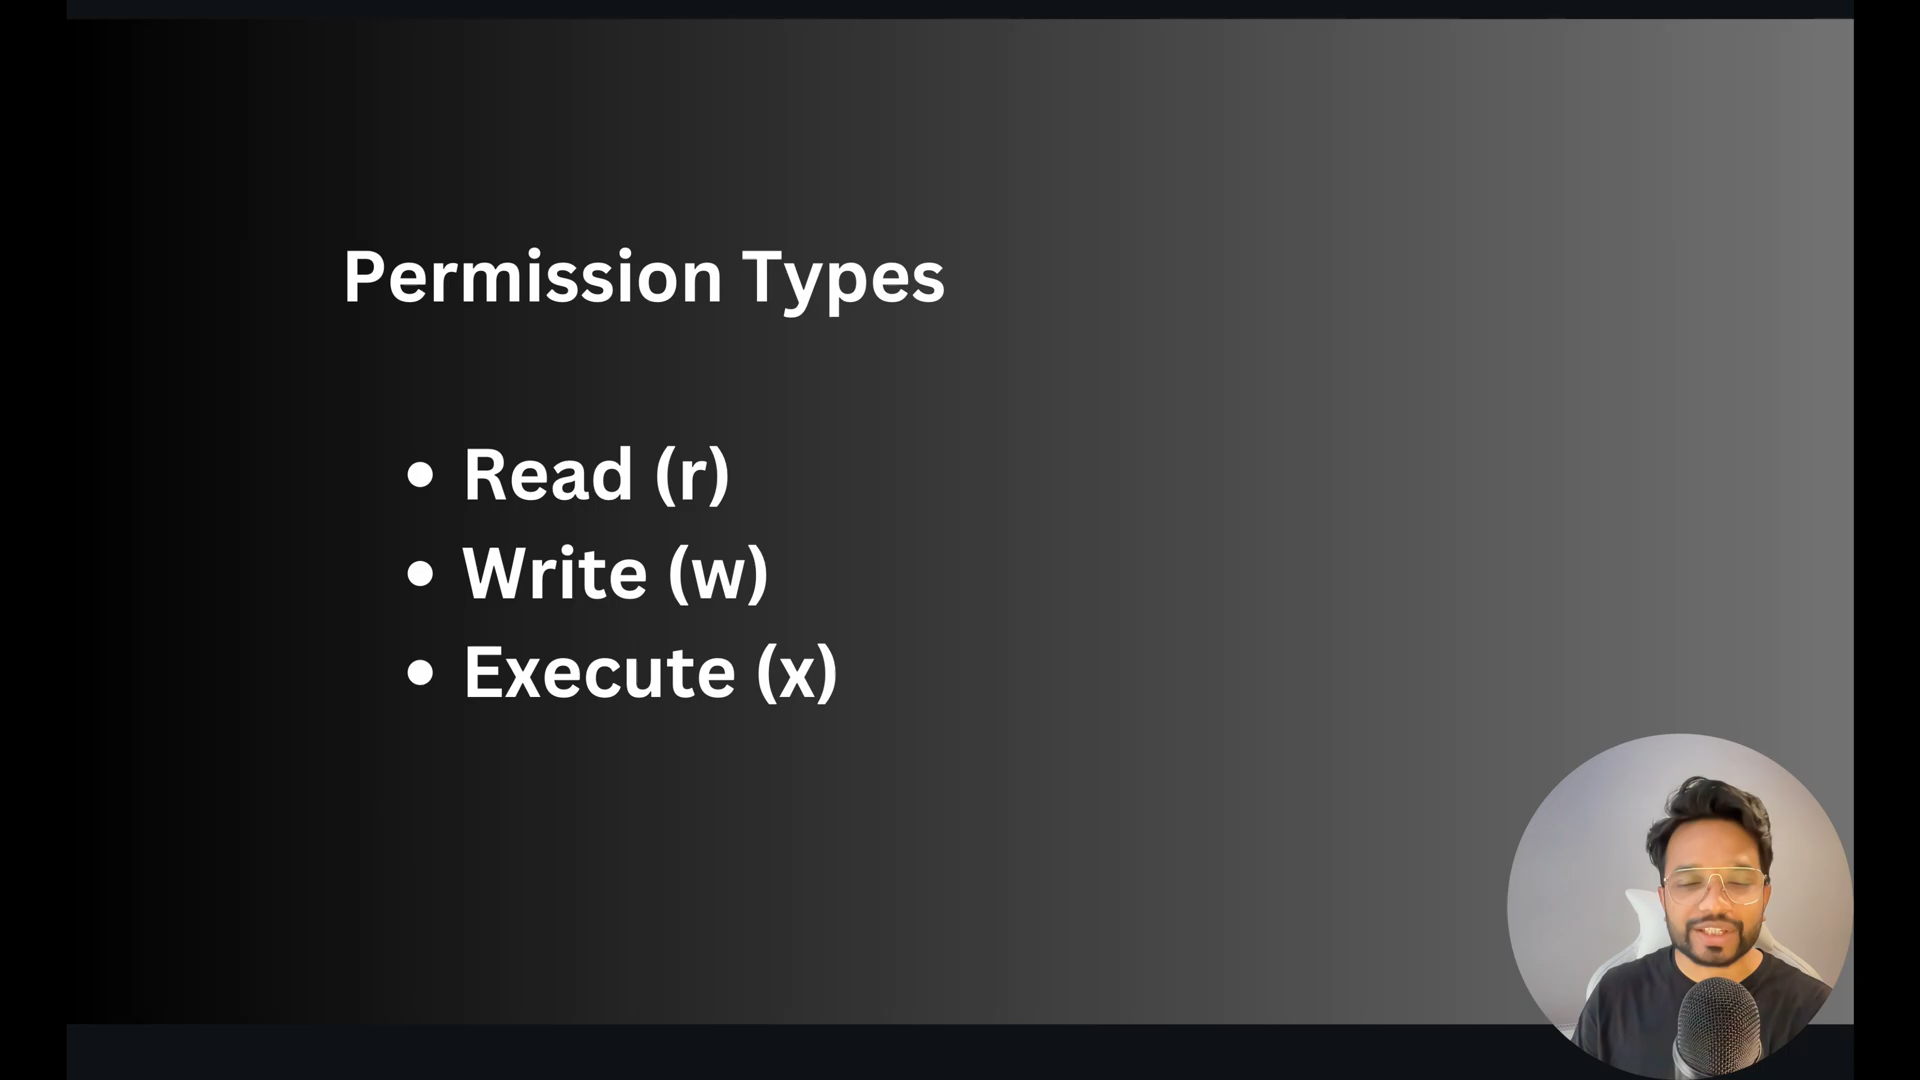 Permission Types
• Read (r)
• Write (w)
• Execute (x)